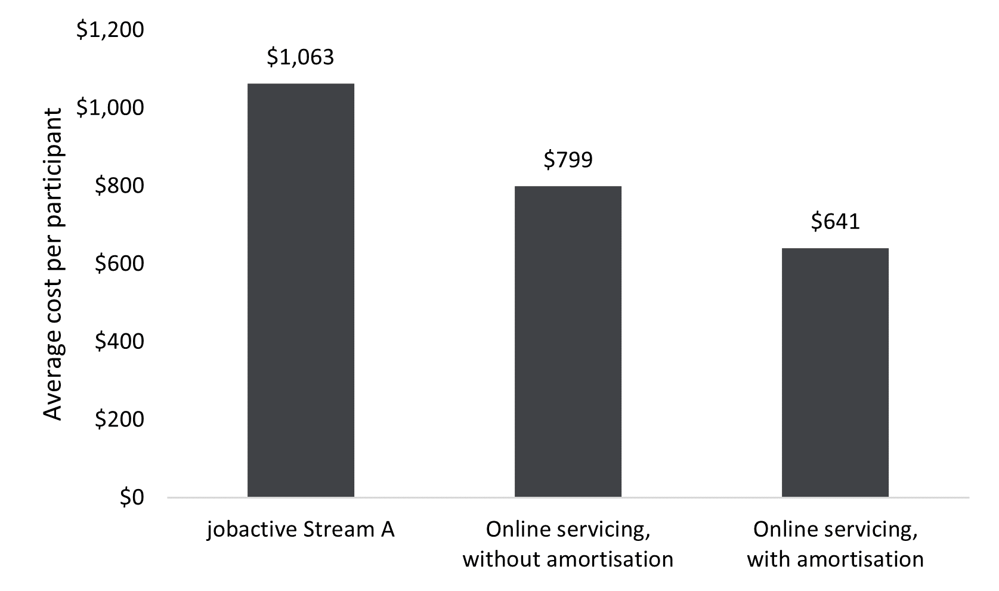 $1,200
$1,063
$1,000
$799
$800
$641
$600
$400
$200
$0
Average cost per participant
jobactive Stream A
Online servicing,
without amortisation
Online servicing,
with amortisation